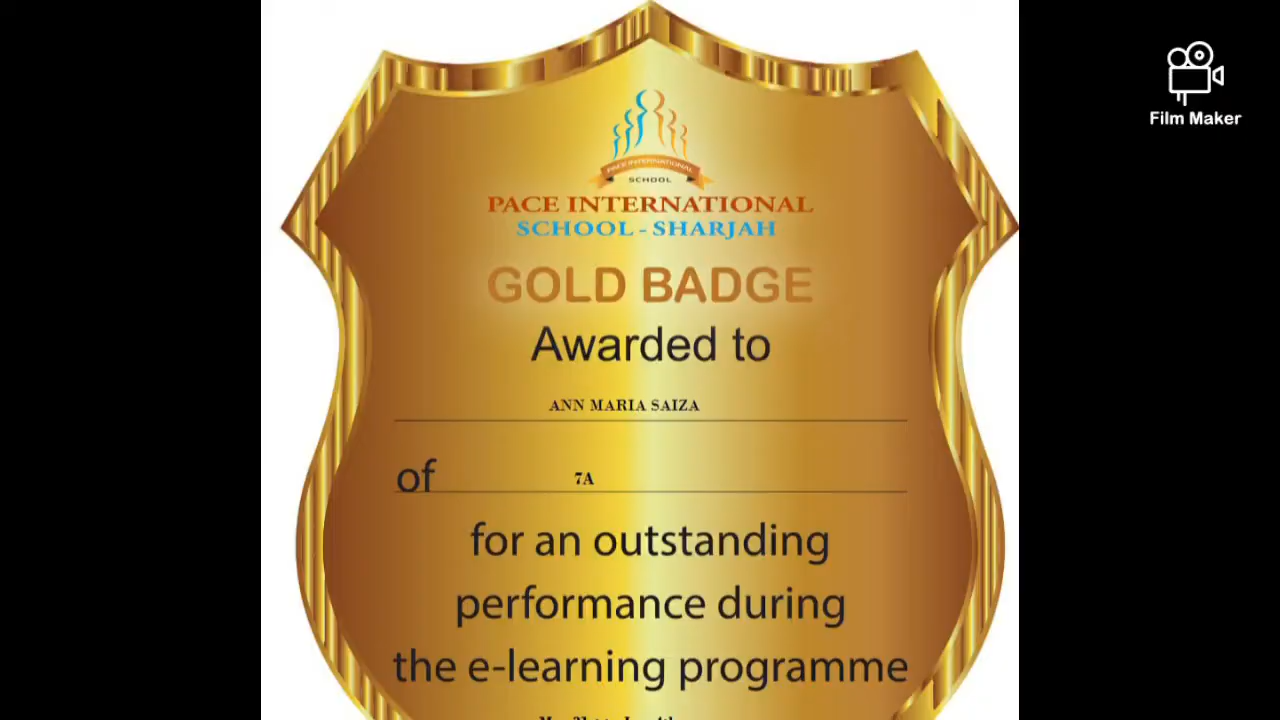 Film Maker
PACE INTERNATIONAL
SCHOOL
PACE INTERNATIONAL
SCHOOL - SHARJAH
GOLD BADGE
Awarded to
ANN MARIA SAIZA
of 7A
for an outstanding
performance during
the e-learning programme